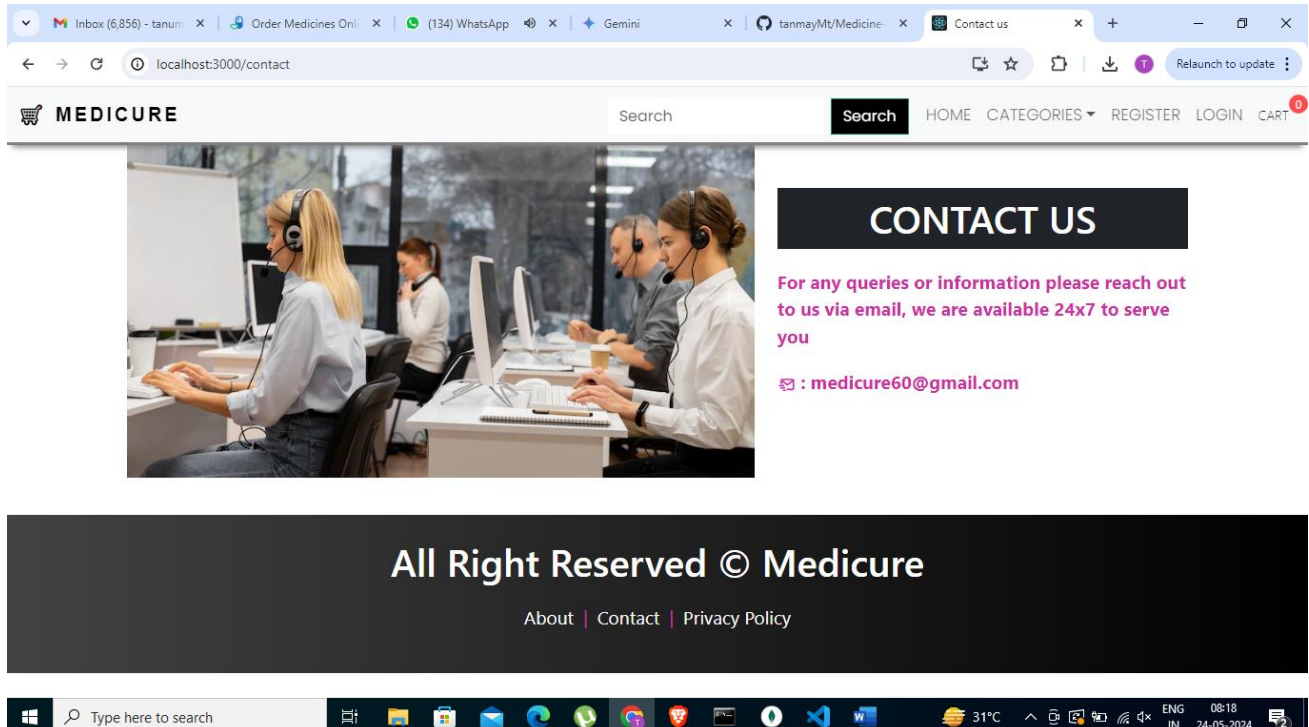 Inbox (6,856) - tanum
Order Medicines Onli
(134) WhatsApp
Gemini
tanmayMt/Medicine-
Contact us
localhost:3000/contact
T
Relaunch to update
MEDICURE
Search
Search
HOME
CATEGORIES
REGISTER
LOGIN
CART
0
CONTACT US
For any queries or information please reach out
to us via email, we are available 24x7 to serve
you
: medicure60@gmail.com
All Right Reserved © Medicure
About | Contact | Privacy Policy
Type here to search
31°C
ENG
IN
08:18
24-05-2024
2